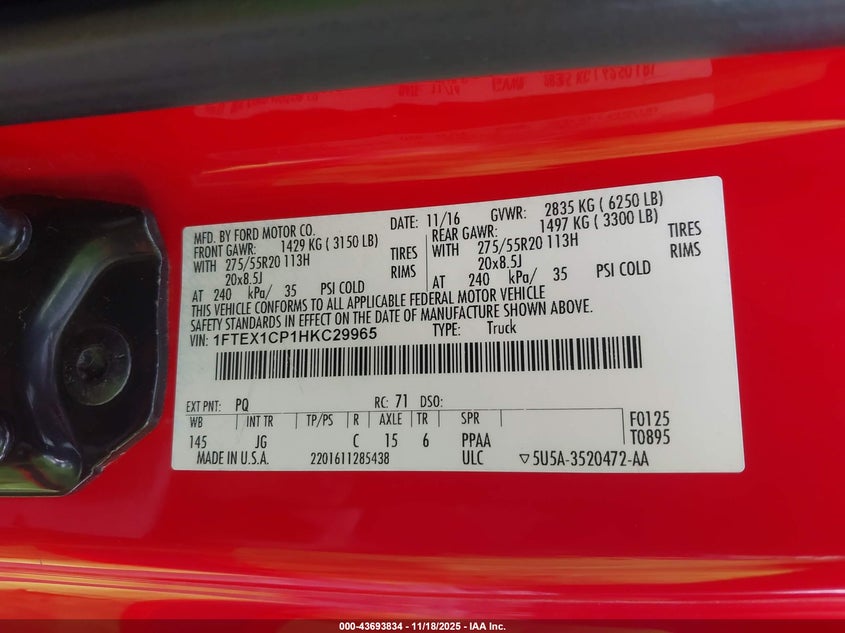 MFD. BY FORD MOTOR CO. DATE: 11/16 GVWR: 2835 KG ( 6250 LB)
FRONT GAWR: 1429 KG ( 3150 LB) REAR GAWR: 1497 KG ( 3300 LB)
WITH 275/55R20 113H TIRES WITH 275/55R20 113H TIRES
20x8.5J RIMS 20x8.5J RIMS
AT 240 kPa/ 35 PSI COLD AT 240 kPa/ 35 PSI COLD
THIS VEHICLE CONFORMS TO ALL APPLICABLE FEDERAL MOTOR VEHICLE
SAFETY STANDARDS IN EFFECT ON THE DATE OF MANUFACTURE SHOWN ABOVE.
VIN: 1FTEX1CP1HKC29965 TYPE: Truck
EXT PNT: PQ RC: 71 DSO:
WB INT TR TP/PS R AXLE TR SPR F0125
145 JG C 15 6 PPAA T0895
MADE IN U.S.A. 2201611285438 ULC ▽5U5A-3520472-AA
000-43693834 - 11/18/2025 - IAA Inc.